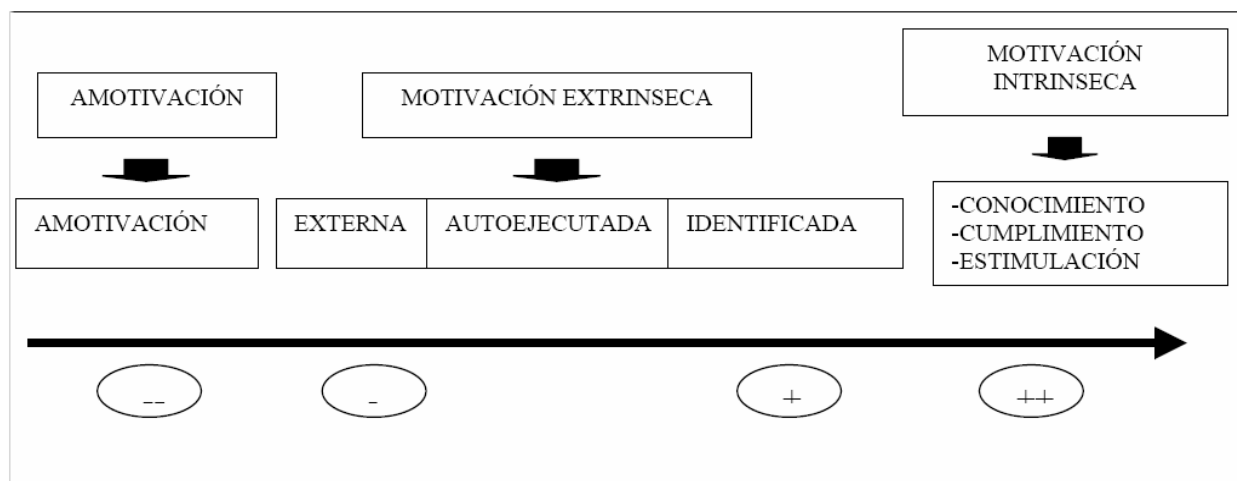 AMOTIVACIÓN
MOTIVACIÓN EXTRINSECA
MOTIVACIÓN
INTRINSECA
AMOTIVACIÓN
EXTERNA
AUTOEJECUTADA
IDENTIFICADA
-CONOCIMIENTO
-CUMPLIMIENTO
-ESTIMULACIÓN
--
-
+
++